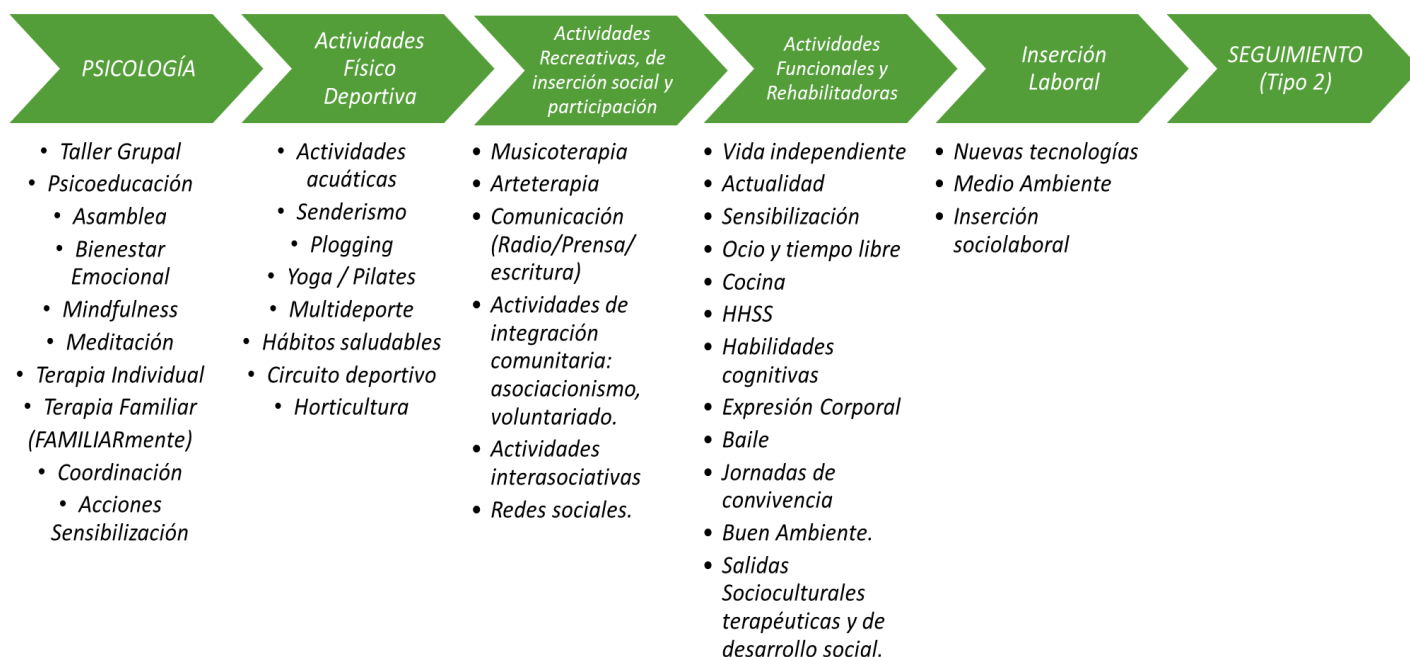 PSICOLOGÍA
• Taller Grupal
• Psicoeducación
• Asamblea
• Bienestar
Emocional
• Mindfulness
• Meditación
• Terapia Individual
• Terapia Familiar
(FAMILIARmente)
• Coordinación
• Acciones
Sensibilización
Actividades
Físico
Deportiva
• Actividades
acuáticas
• Senderismo
• Plogging
• Yoga / Pilates
• Multideporte
• Hábitos saludables
• Circuito deportivo
• Horticultura
Actividades
Recreativas, de
inserción social y
participación
• Musicoterapia
• Arteterapia
• Comunicación
(Radio/Prensa/
escritura)
• Actividades de
integración
comunitaria:
asociacionismo,
voluntariado.
• Actividades
interasociativas
• Redes sociales.
Actividades
Funcionales y
Rehabilitadoras
• Vida independiente
• Actualidad
• Sensibilización
• Ocio y tiempo libre
• Cocina
• HHSS
• Habilidades
cognitivas
• Expresión Corporal
• Baile
• Jornadas de
convivencia
• Buen Ambiente.
• Salidas
Socioculturales
terapéuticas y de
desarrollo social.
Inserción
Laboral
• Nuevas tecnologías
• Medio Ambiente
• Inserción
sociolaboral
SEGUIMIENTO
(Tipo 2)